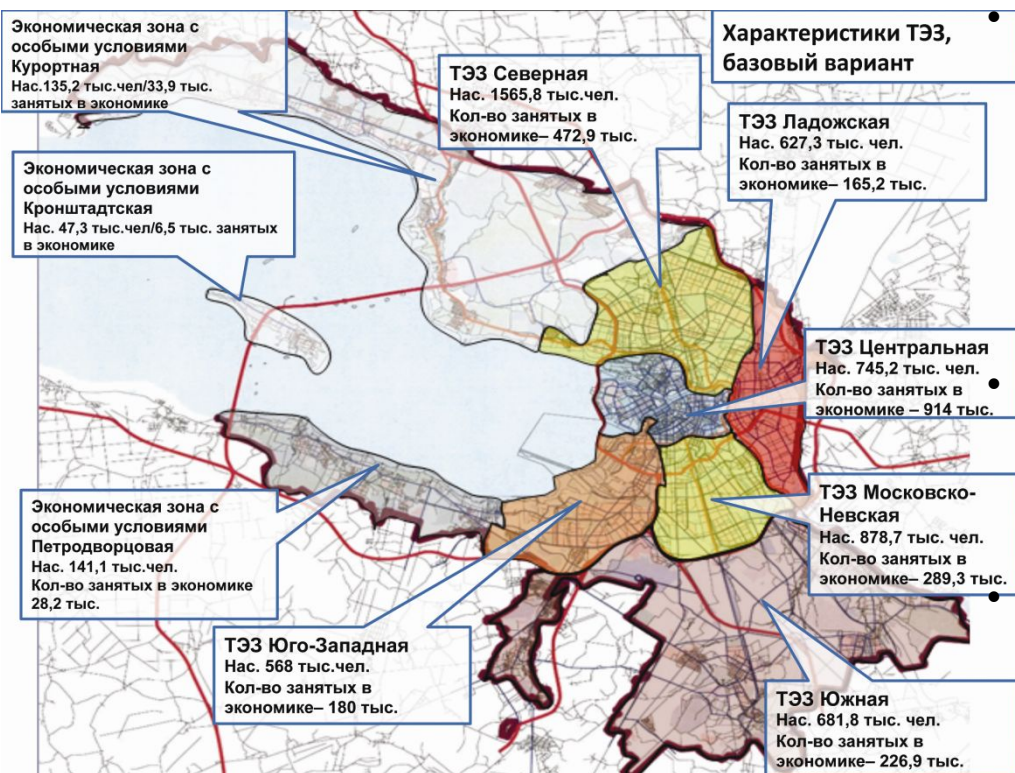 Экономическая зона с
особыми условиями
Курортная
Нас.135,2 тыс.чел/33,9 тыс.
занятых в экономике
ТЭЗ Северная
Нас. 1565,8 тыс.чел.
Кол-во занятых в
экономике– 472,9 тыс.
Характеристики ТЭЗ,
базовый вариант
ТЭЗ Ладожская
Нас. 627,3 тыс. чел.
Кол-во занятых в
экономике– 165,2 тыс.
Экономическая зона с
особыми условиями
Кронштадтская
Нас. 47,3 тыс.чел/6,5 тыс. занятых
в экономике
ТЭЗ Центральная
Нас. 745,2 тыс. чел.
Кол-во занятых в
экономике – 914 тыс.
ТЭЗ Московско-
Невская
Нас. 878,7 тыс. чел.
Кол-во занятых в
экономике– 289,3 тыс.
Экономическая зона с
особыми условиями
Петродворцовая
Нас. 141,1 тыс.чел.
Кол-во занятых в экономике
28,2 тыс.
ТЭЗ Юго-Западная
Нас. 568 тыс.чел.
Кол-во занятых в
экономике– 180 тыс.
ТЭЗ Южная
Нас. 681,8 тыс. чел.
Кол-во занятых в
экономике– 226,9 тыс.